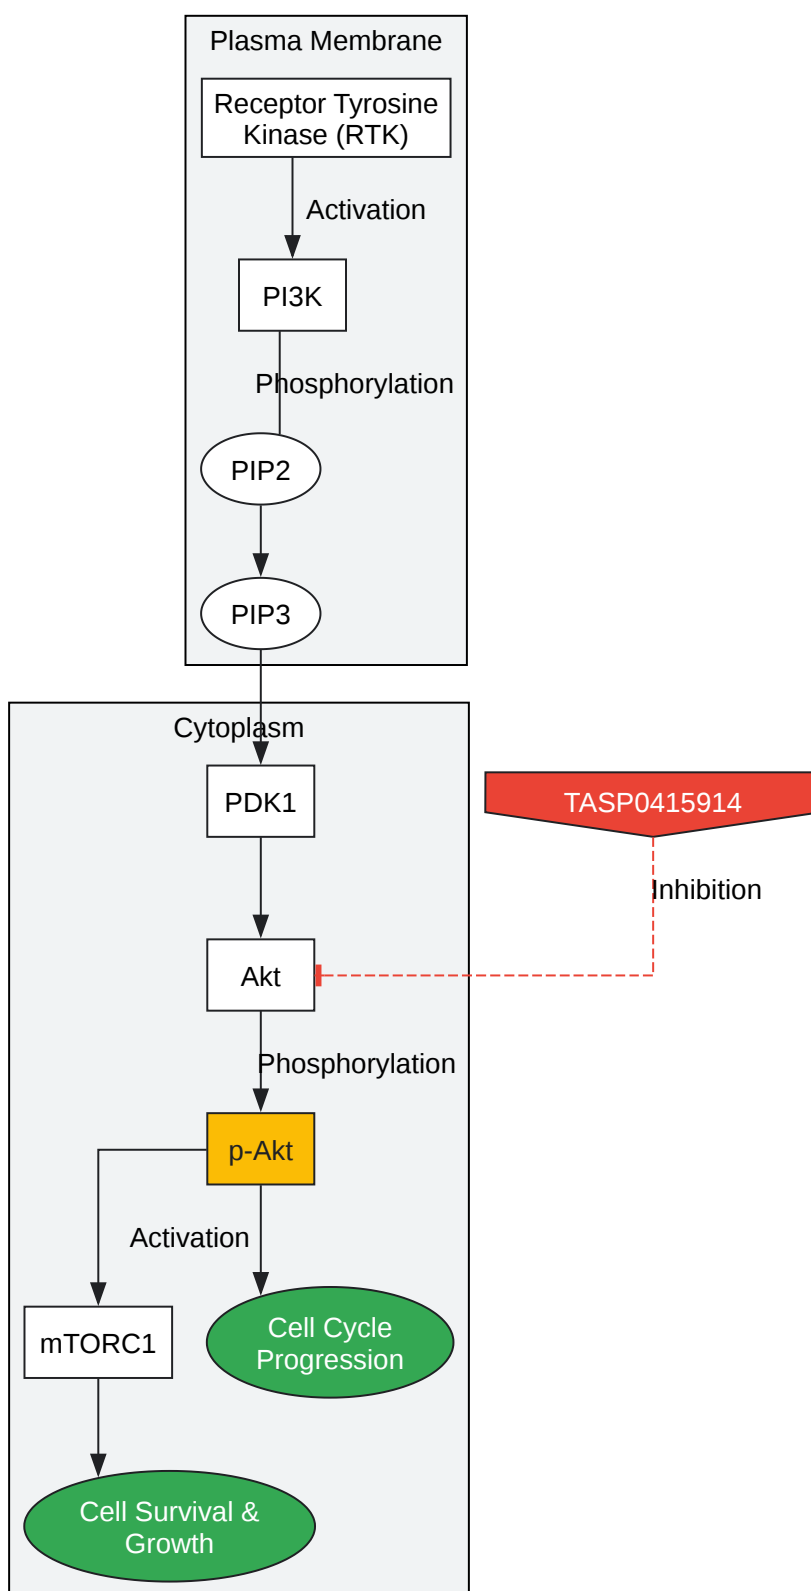 Plasma Membrane
Receptor Tyrosine
Kinase (RTK)
Activation
PI3K
Phosphorylation
PIP2
PIP3
Cytoplasm
PDK1
TASP0415914
Inhibition
Akt
Phosphorylation
p-Akt
Activation
mTORC1
Cell Cycle
Progression
Cell Survival &
Growth